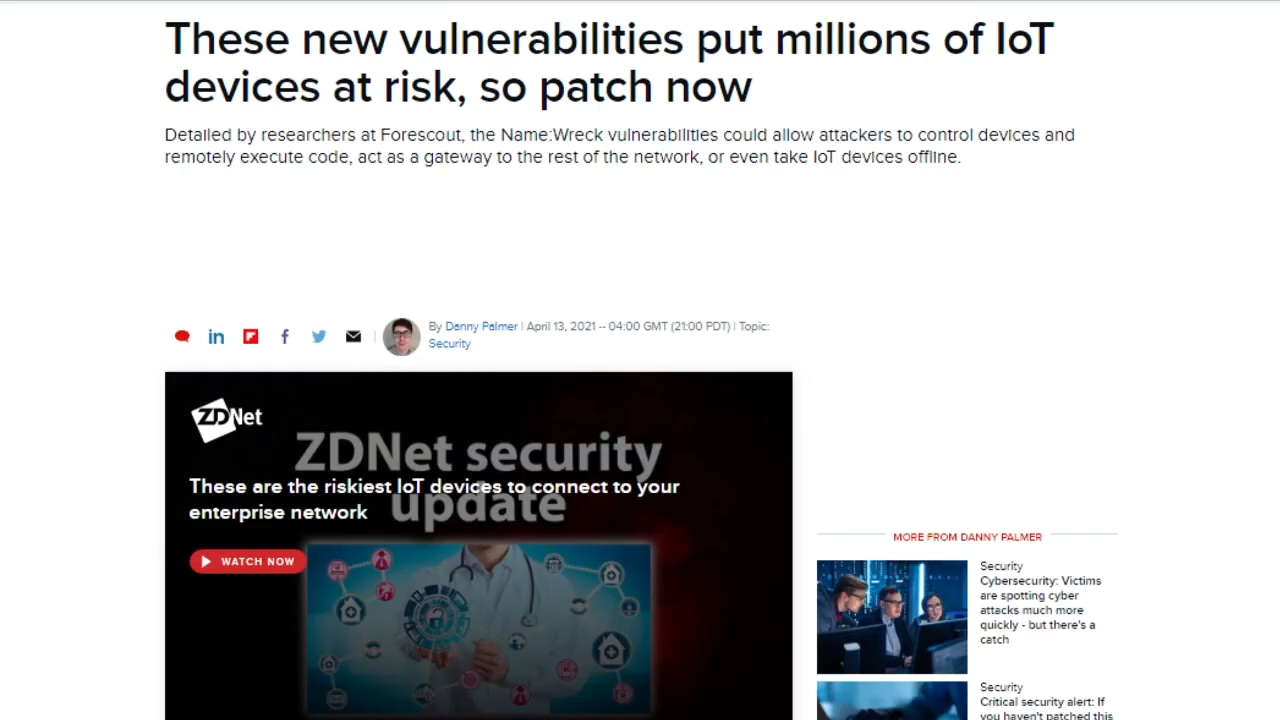 These new vulnerabilities put millions of IoT
devices at risk, so patch now
Detailed by researchers at Forescout, the Name:Wreck vulnerabilities could allow attackers to control devices and
remotely execute code, act as a gateway to the rest of the network, or even take IoT devices offline.
in
f
By Danny Palmer | April 13, 2021 -- 04:00 GMT (21:00 PDT) | Topic:
Security
ZDNet
ZDNet security
update
These are the riskiest IoT devices to connect to your
enterprise network
WATCH NOW
MORE FROM DANNY PALMER
Security
Cybersecurity: Victims
are spotting cyber
attacks much more
quickly - but there's a
catch
Security
Critical security alert: If
you haven't patched this